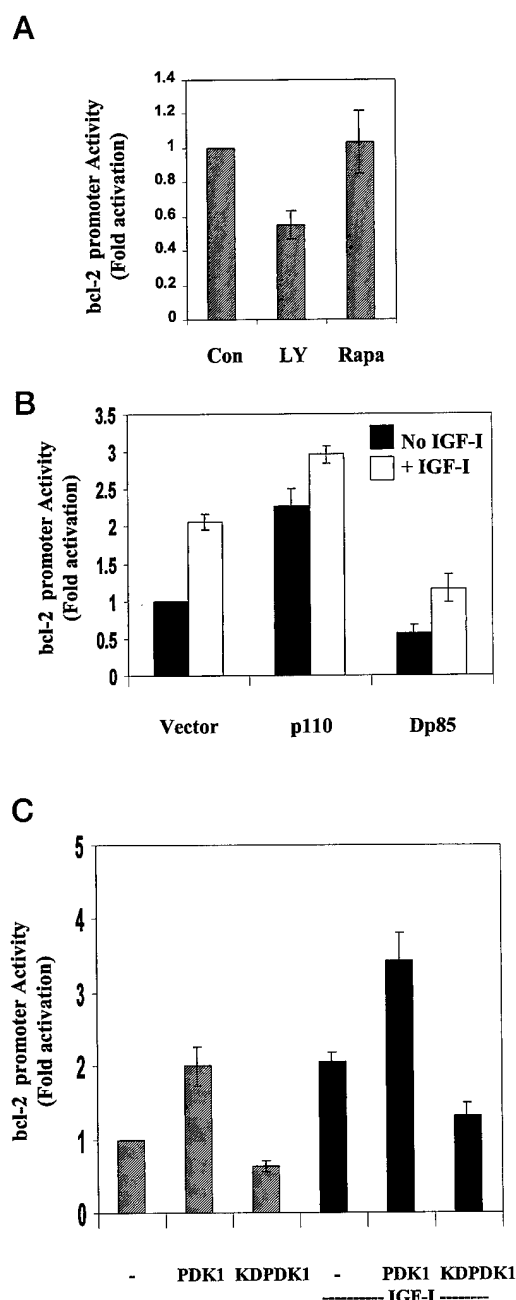 A
bcl-2 promoter Activity
(Fold activation)
1.4
1.2
1
0.8
0.6
0.4
0.2
0
Con LY Rapa
B
bcl-2 promoter Activity
(Fold activation)
3.5
3
2.5
2
1.5
1
0.5
0
No IGF-I
+ IGF-I
Vector p110 Dp85
C
bcl-2 promoter Activity
(Fold activation)
5
4
3
2
1
0
- PDK1 KDPDK1 - PDK1 KDPDK1
---------- IGF-I --------